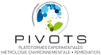 PIVOTS
PLATEFORMES EXPÉRIMENTALES
MÉTROLOGIE ENVIRONNEMENTALE • REMÉDIATION